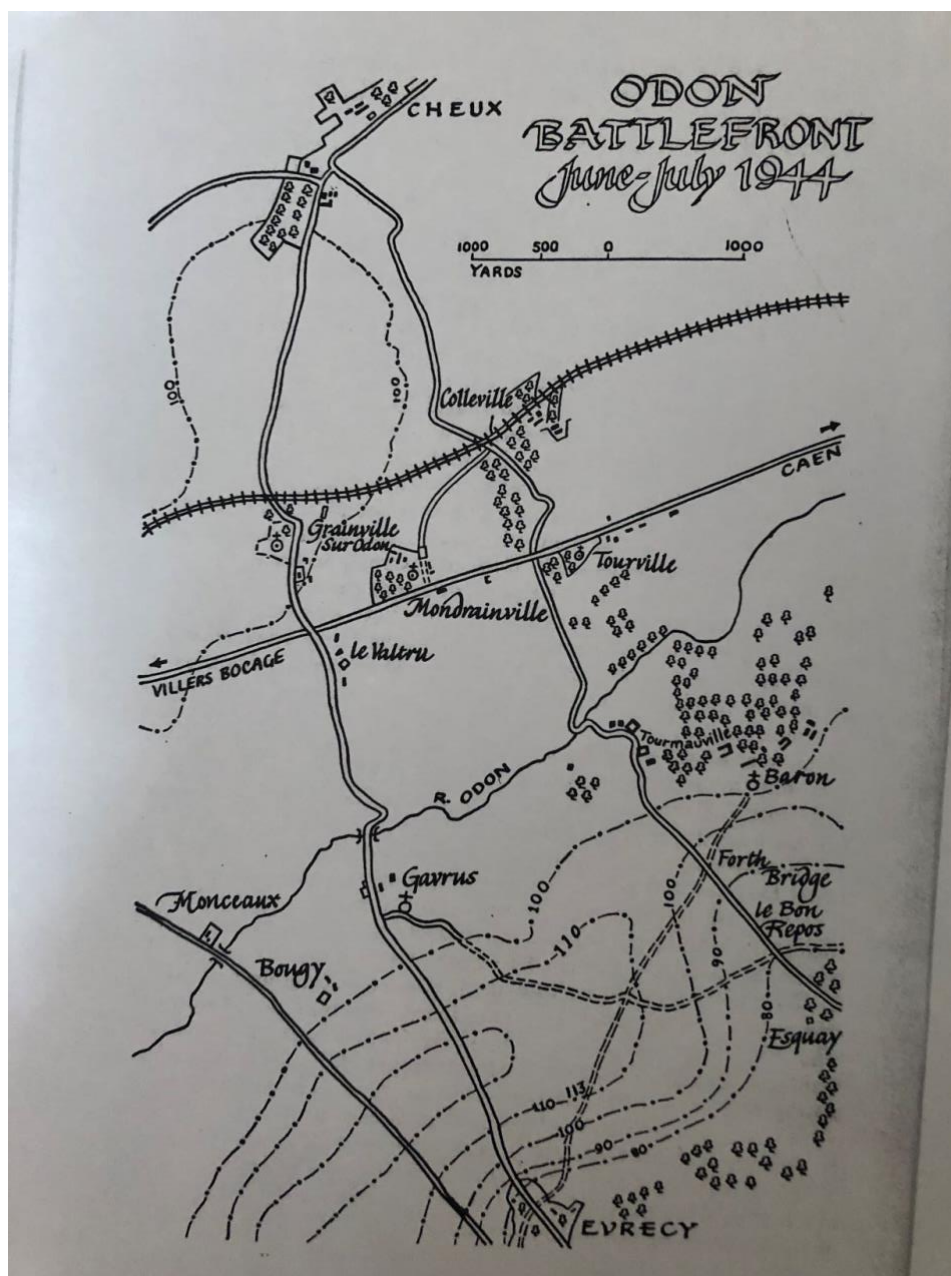 ODON
BATTLEFRONT
June-July 1944
CHEUX
1000 500 0 1000
YARDS
100
100
Colleville
CAEN
Grainville
Sur Odon
Tourville
Mondrainville
le Valtru
VILLERS BOCAGE
Tourmauville
Baron
R. ODON
Forth
Bridge
Gavrus
Monceaux
100
100
le Bon
Repos
110
90
Bougy
80
Esquay
110
113
100
90
80
EVRECY